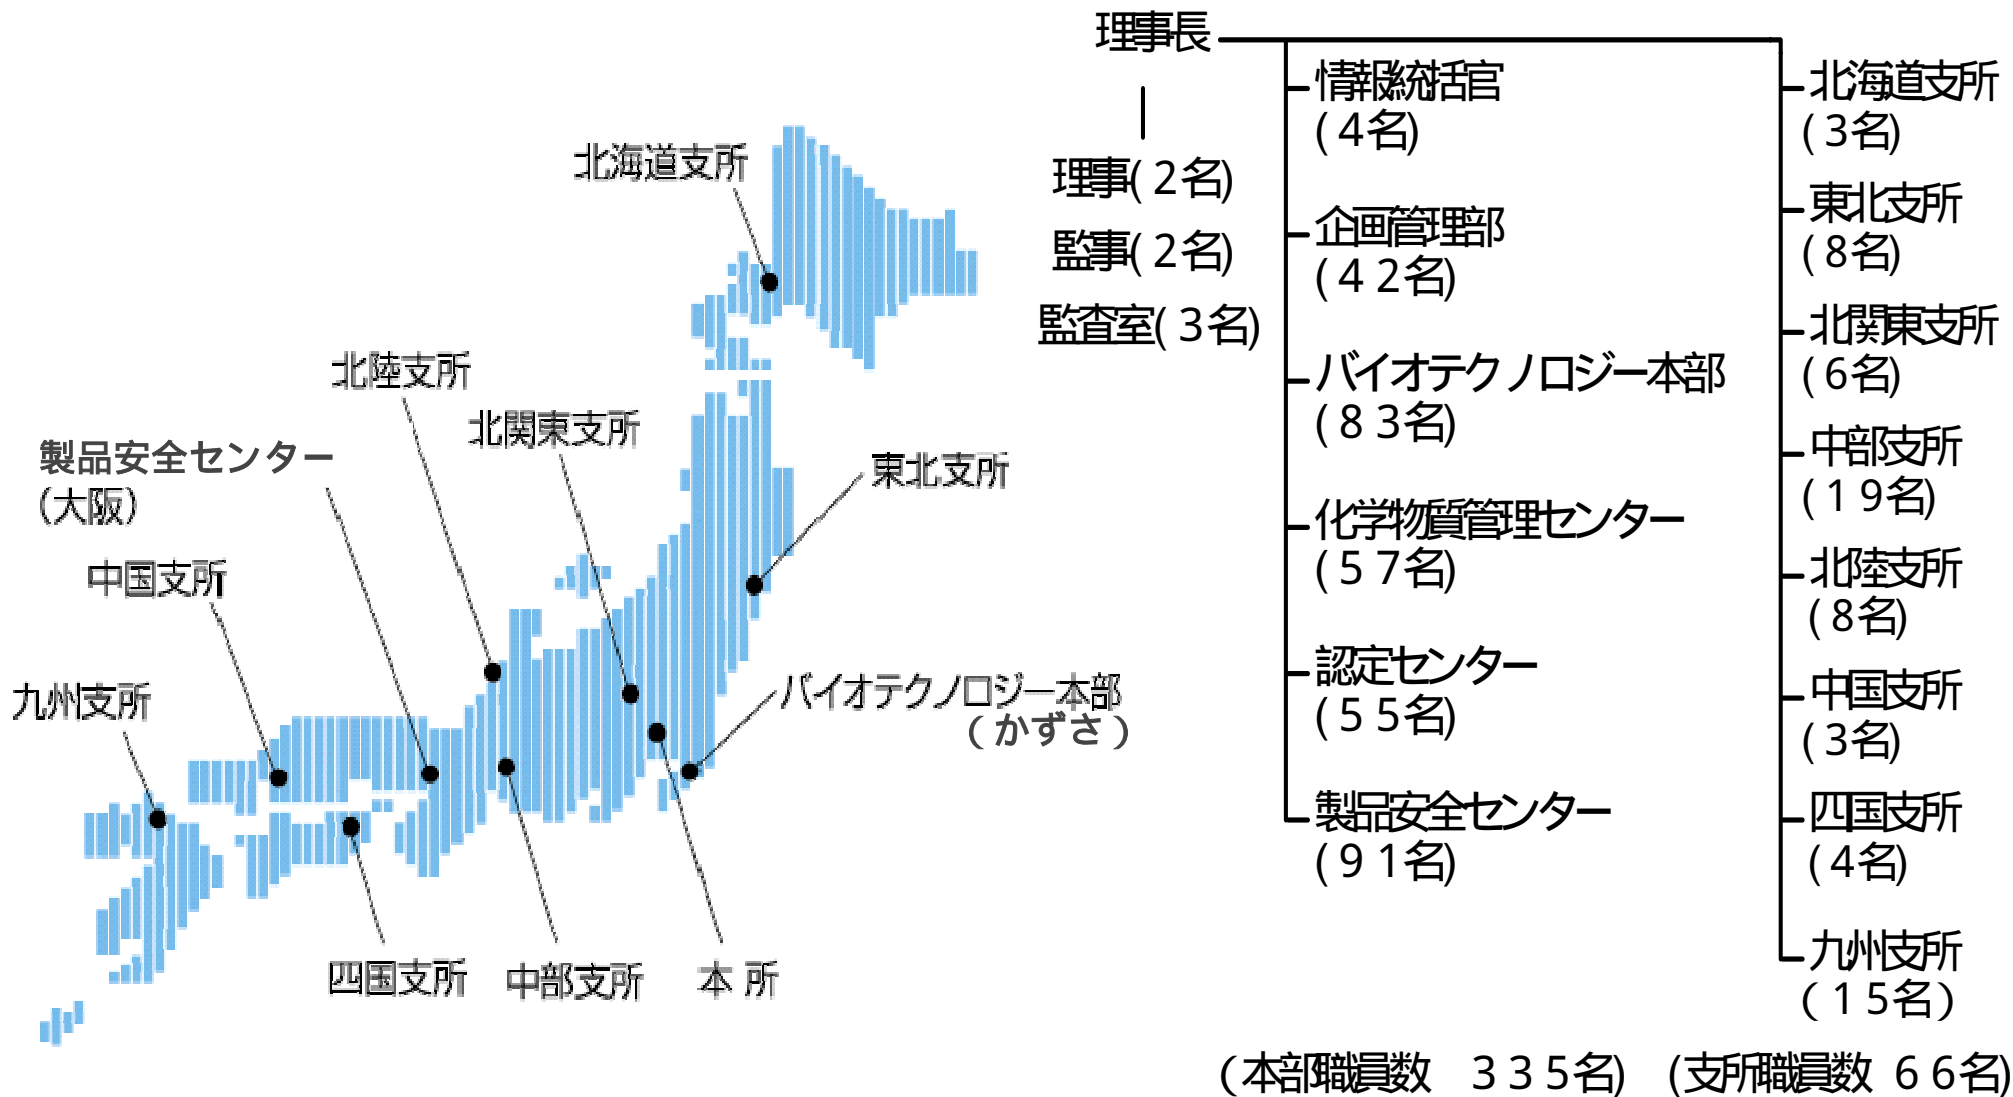 北海道支所
北陸支所
北関東支所
製品安全センター
（大阪）
東北支所
中国支所
九州支所
バイオテクノロジー本部
（かずさ）
四国支所
中部支所
本 所
理事長
理事(２名)
監事(２名)
監査室(３名)
情報統括官
(４名)
企画管理部
(４２名)
バイオテクノロジー本部
(８３名)
化学物質管理センター
(５７名)
認定センター
(５５名)
製品安全センター
(９１名)
北海道支所
(３名)
東北支所
(８名)
北関東支所
(６名)
中部支所
(１９名)
北陸支所
(８名)
中国支所
(３名)
四国支所
(４名)
九州支所
（１５名）
（本部職員数　３３５名)　(支所職員数 ６６名)